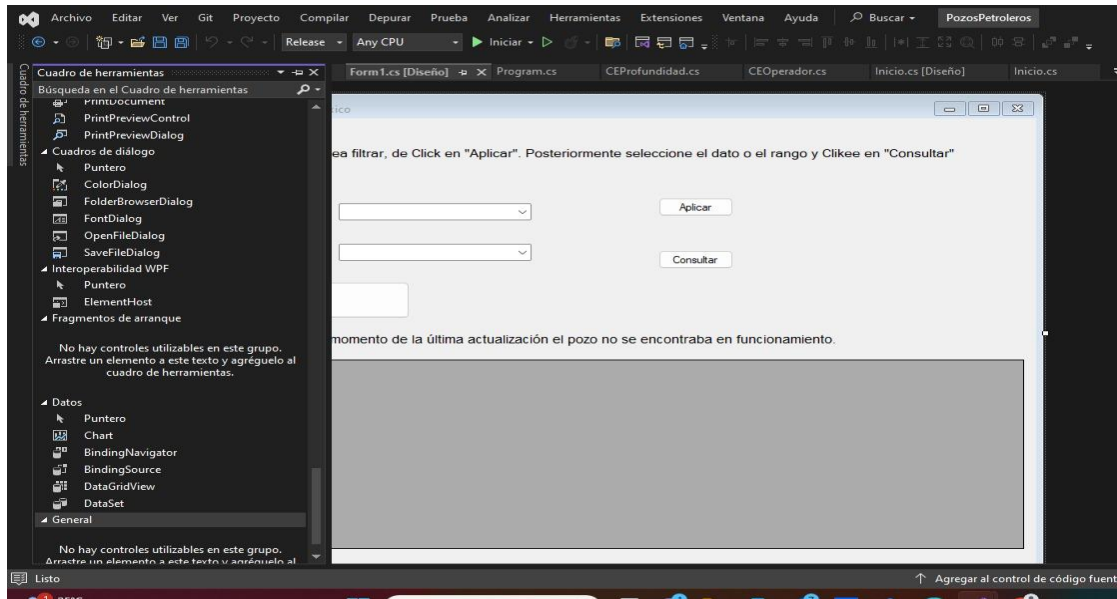 Archivo Editar Ver Git Proyecto Compilar Depurar Prueba Analizar Herramientas Extensiones Ventana Ayuda Buscar PozosPetroleros
Release Any CPU Iniciar
Cuadro de herramientas
Cuadro de herramientas
Form1.cs [Diseño] Program.cs CEProfundidad.cs CEOperador.cs Inicio.cs [Diseño] Inicio.cs
Búsqueda en el Cuadro de herramientas
PrintDocument
PrintPreviewControl
PrintPreviewDialog
Cuadros de diálogo
Puntero
ColorDialog
FolderBrowserDialog
FontDialog
OpenFileDialog
SaveFileDialog
Interoperabilidad WPF
Puntero
ElementHost
Fragmentos de arranque
No hay controles utilizables en este grupo.
Arrastre un elemento a este texto y agréguelo al
cuadro de herramientas.
Datos
Puntero
Chart
BindingNavigator
BindingSource
DataGridView
DataSet
General
No hay controles utilizables en este grupo.
Arrastre un elemento a este texto y agréguelo al
ico
ea filtrar, de Click en "Aplicar". Posteriormente seleccione el dato o el rango y Clikee en "Consultar"
Aplicar
Consultar
momento de la última actualización el pozo no se encontraba en funcionamiento.
Listo
Agregar al control de código fuent